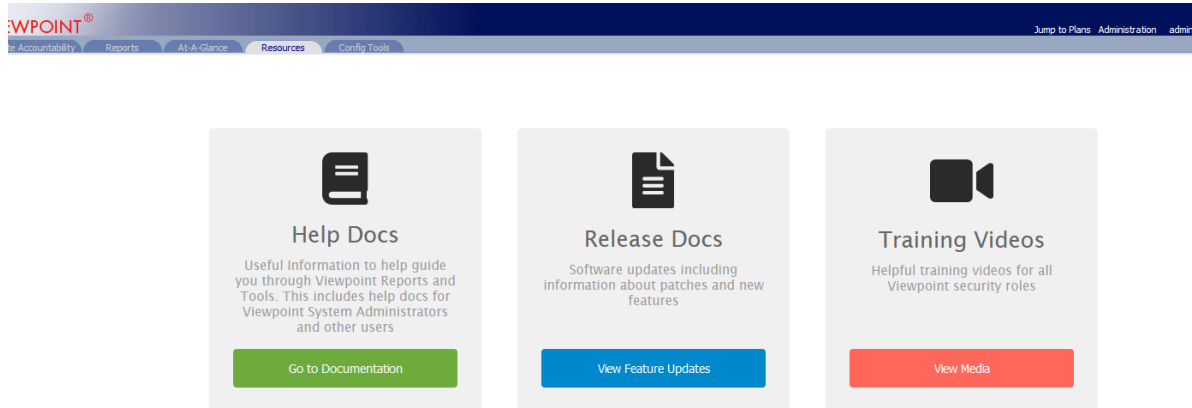 EWPOINT®
Jump to Plans Administration admin
te Accountability Reports At-A-Glance Resources Config Tools
Help Docs
Useful Information to help guide
you through Viewpoint Reports and
Tools. This includes help docs for
Viewpoint System Administrators
and other users
Go to Documentation
Release Docs
Software updates including
information about patches and new
features
View Feature Updates
Training Videos
Helpful training videos for all
Viewpoint security roles
View Media